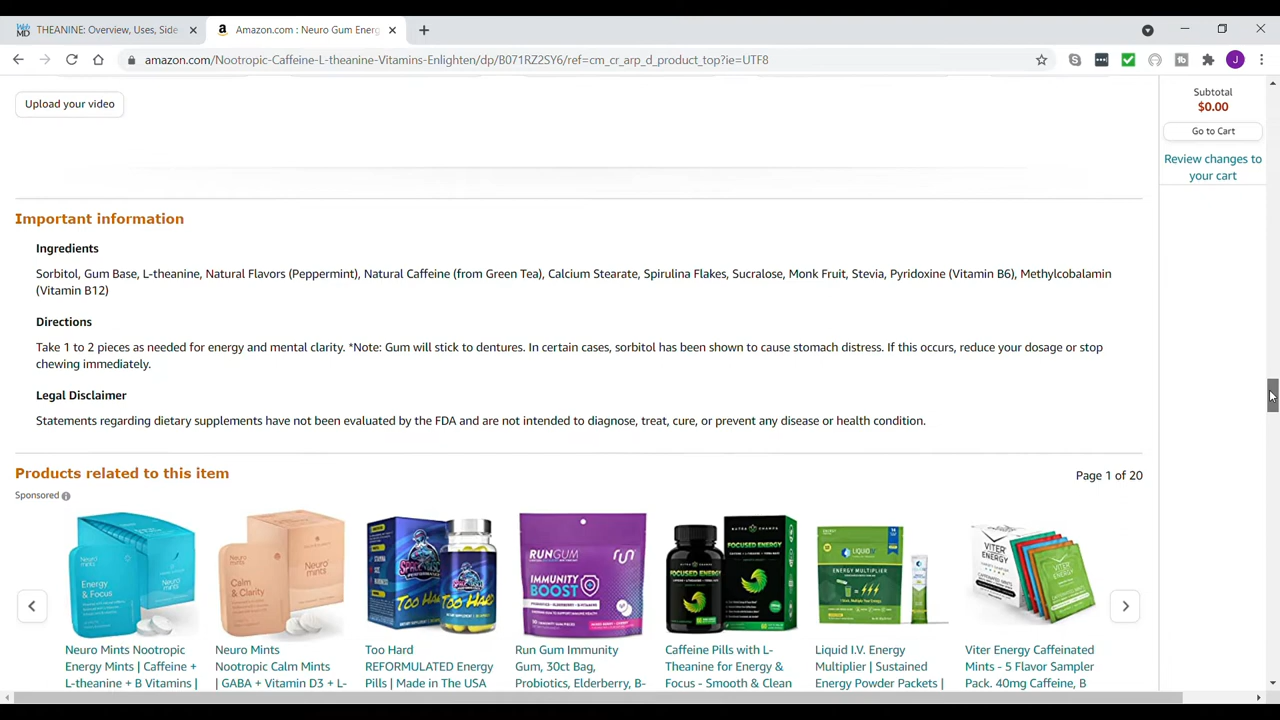 THEANINE: Overview, Uses, Side
Amazon.com : Neuro Gum Energ
amazon.com/Nootropic-Caffeine-L-theanine-Vitamins-Enlighten/dp/B071RZ2SY6/ref=cm_cr_arp_d_product_top?ie=UTF8
Upload your video
Subtotal
$0.00
Go to Cart
Review changes to
your cart
Important information
Ingredients
Sorbitol, Gum Base, L-theanine, Natural Flavors (Peppermint), Natural Caffeine (from Green Tea), Calcium Stearate, Spirulina Flakes, Sucralose, Monk Fruit, Stevia, Pyridoxine (Vitamin B6), Methylcobalamin
(Vitamin B12)
Directions
Take 1 to 2 pieces as needed for energy and mental clarity. *Note: Gum will stick to dentures. In certain cases, sorbitol has been shown to cause stomach distress. If this occurs, reduce your dosage or stop
chewing immediately.
Legal Disclaimer
Statements regarding dietary supplements have not been evaluated by the FDA and are not intended to diagnose, treat, cure, or prevent any disease or health condition.
Products related to this item
Page 1 of 20
Sponsored
Neuro Mints Nootropic
Energy Mints | Caffeine +
L-theanine + B Vitamins |
Neuro Mints
Nootropic Calm Mints
| GABA + Vitamin D3 + L-
Too Hard
REFORMULATED Energy
Pills | Made in The USA
Run Gum Immunity
Gum, 30ct Bag,
Probiotics, Elderberry, B-
Caffeine Pills with L-
Theanine for Energy &
Focus - Smooth & Clean
Liquid I.V. Energy
Multiplier | Sustained
Energy Powder Packets |
Viter Energy Caffeinated
Mints - 5 Flavor Sampler
Pack. 40mg Caffeine, B